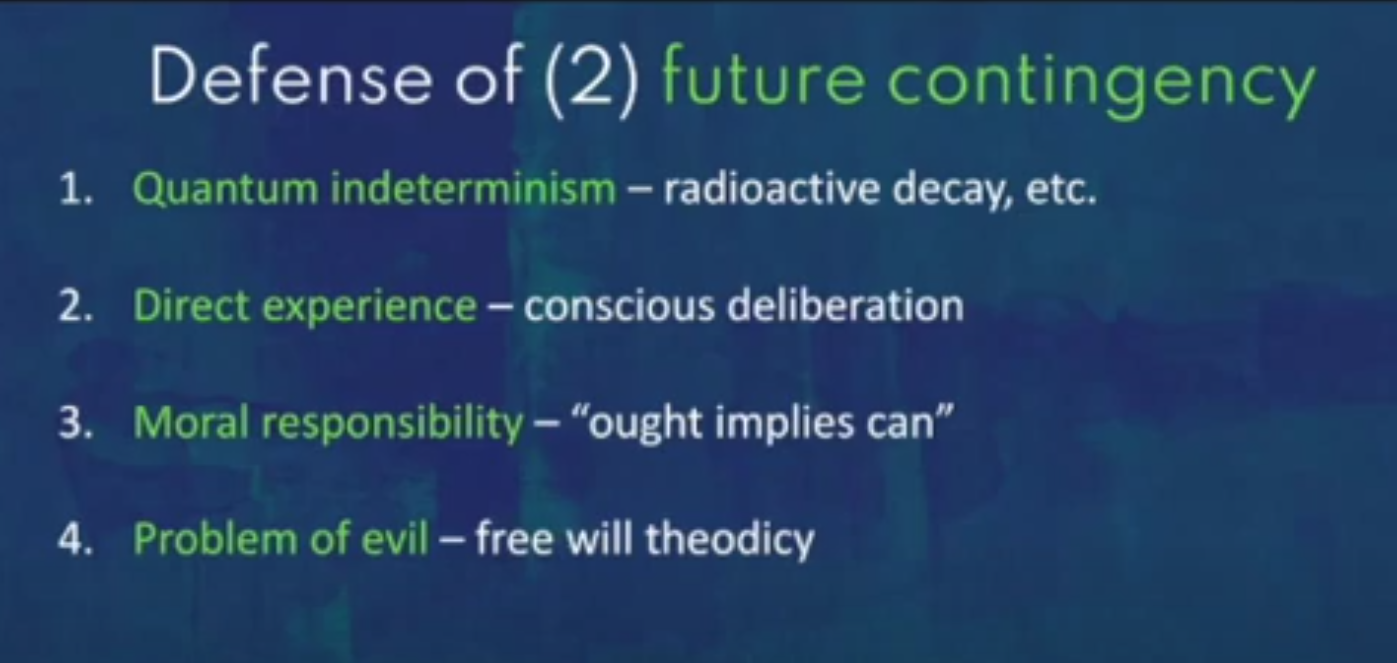 Defense of (2) future contingency
1. Quantum indeterminism – radioactive decay, etc.
2. Direct experience – conscious deliberation
3. Moral responsibility – “ought implies can”
4. Problem of evil – free will theodicy